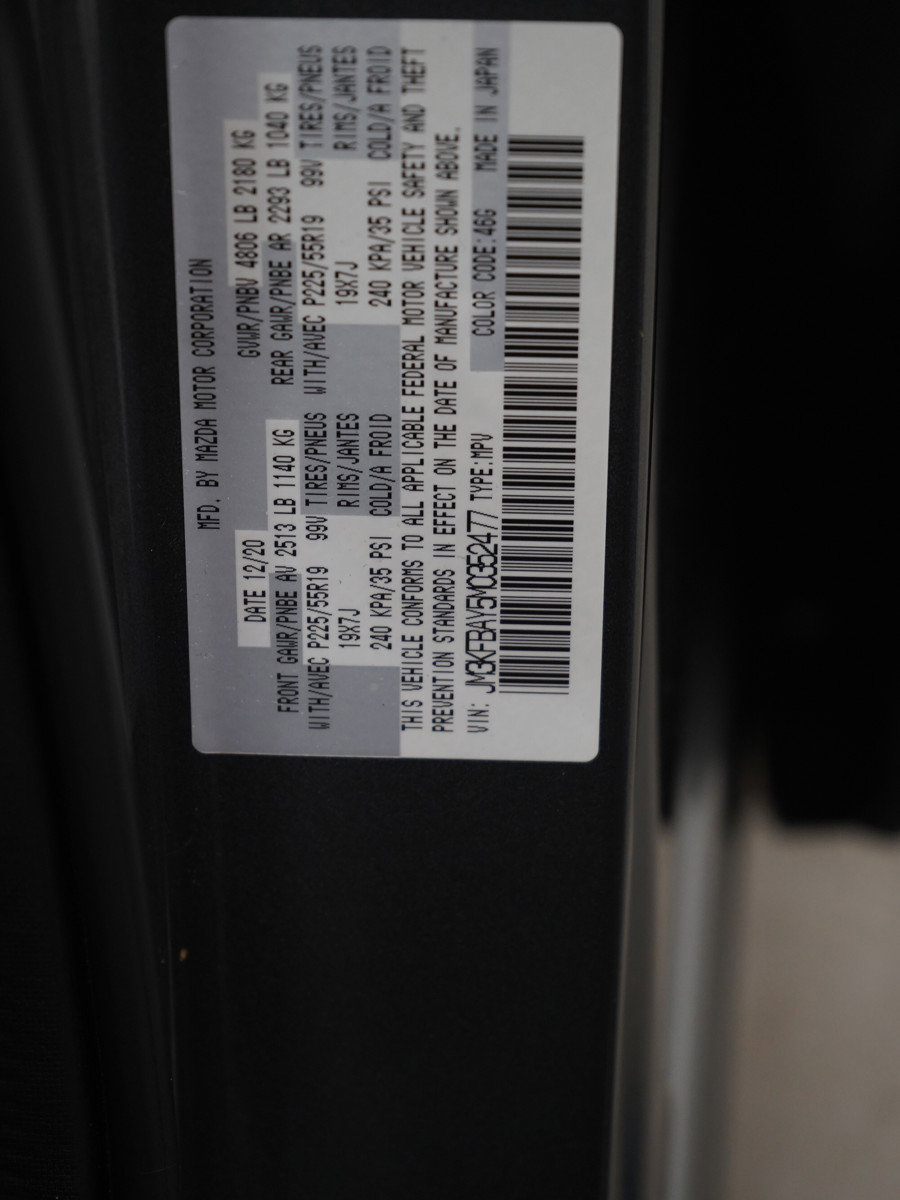 MFD. BY MAZDA MOTOR CORPORATION
DATE 12/20 GVWR/PNBV 4806 LB 2180 KG
FRONT GAWR/PNBE AV 2513 LB 1140 KG REAR GAWR/PNBE AR 2293 LB 1040 KG
WITH/AVEC P225/55R19 99V TIRES/PNEUS WITH/AVEC P225/55R19 99V TIRES/PNEUS
19X7J RIMS/JANTES 19X7J RIMS/JANTES
240 KPA/35 PSI COLD/A FROID 240 KPA/35 PSI COLD/A FROID
THIS VEHICLE CONFORMS TO ALL APPLICABLE FEDERAL MOTOR VEHICLE SAFETY AND THEFT
PREVENTION STANDARDS IN EFFECT ON THE DATE OF MANUFACTURE SHOWN ABOVE.
VIN: JM3KFBAY5M0352477 TYPE:MPV COLOR CODE:46G MADE IN JAPAN